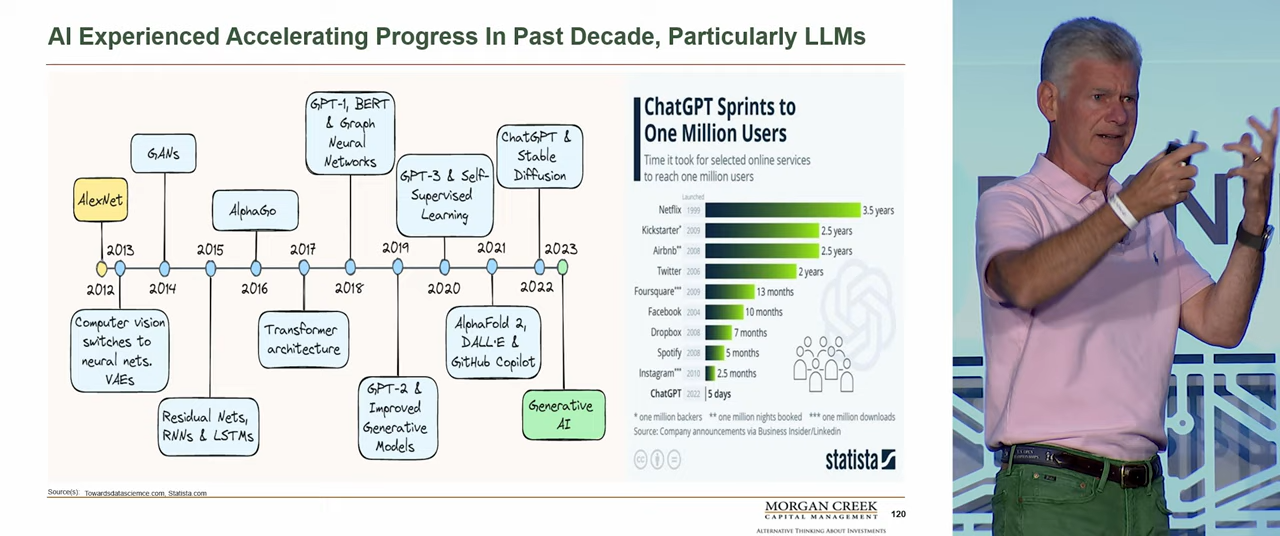 AI Experienced Accelerating Progress In Past Decade, Particularly LLMs
AlexNet
GANs
AlphaGo
GPT-1, BERT
& Graph
Neural
Networks
GPT-3 & Self-
Supervised
Learning
ChatGPT &
Stable
Diffusion
2013
2015
2017
2019
2021
2023
2012
2014
2016
2018
2020
2022
Computer vision
switches to
neural nets.
VAEs
Residual Nets,
RNNs & LSTMs
Transformer
architecture
GPT-2 &
Improved
Generative
Models
AlphaFold 2,
DALL·E &
GitHub Copilot
Generative
AI
ChatGPT Sprints to
One Million Users
Time it took for selected online services
to reach one million users
Launched
Netflix 1999 3.5 years
Kickstarter* 2009 2.5 years
Airbnb** 2008 2.5 years
Twitter 2006 2 years
Foursquare*** 2009 13 months
Facebook 2004 10 months
Dropbox 2008 7 months
Spotify 2008 5 months
Instagram*** 2010 2.5 months
ChatGPT 2022 5 days
* one million backers ** one million nights booked *** one million downloads
Source: Company announcements via Business Insider/Linkedin
cc
statista
Source(s): Towardsdatasciemce.com, Statista.com
MORGAN CREEK
CAPITAL MANAGEMENT
ALTERNATIVE THINKING ABOUT INVESTMENTS
120